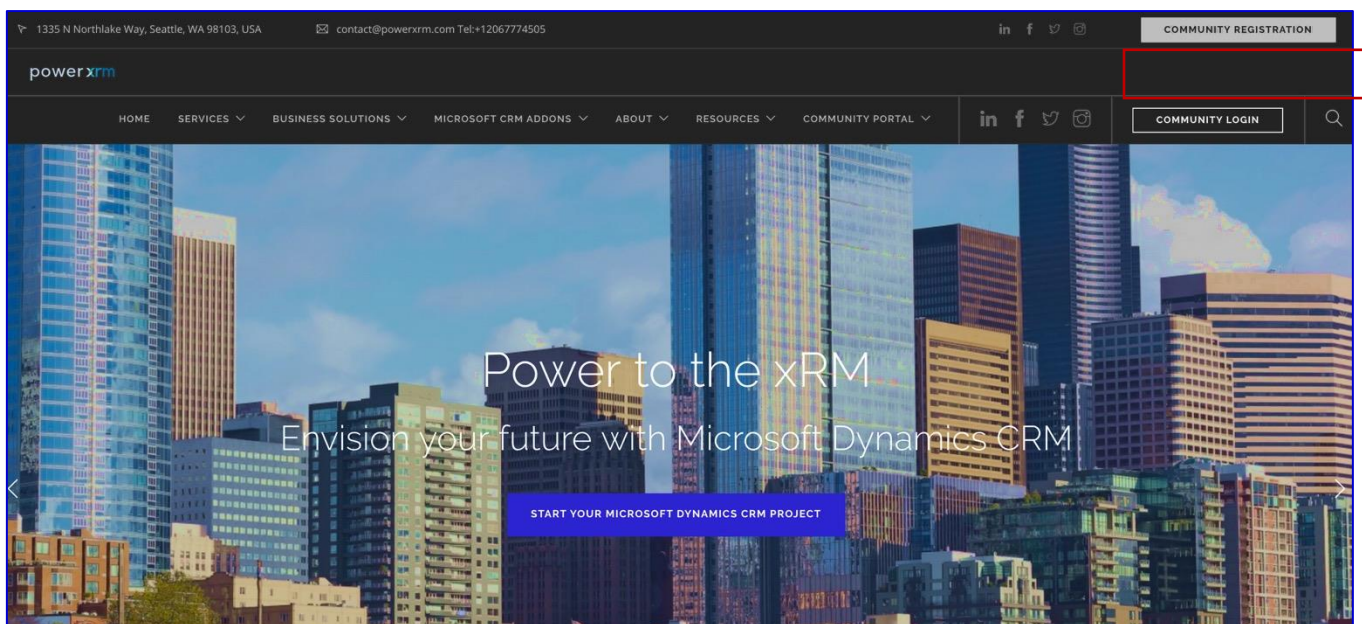 1335 N Northlake Way, Seattle, WA 98103, USA contact@powerxrm.com Tel:+12067774505 COMMUNITY REGISTRATION
powerxrm
HOME SERVICES BUSINESS SOLUTIONS MICROSOFT CRM ADDONS ABOUT RESOURCES COMMUNITY PORTAL COMMUNITY LOGIN
Power to the xRM
Envision your future with Microsoft Dynamics CRM
START YOUR MICROSOFT DYNAMICS CRM PROJECT